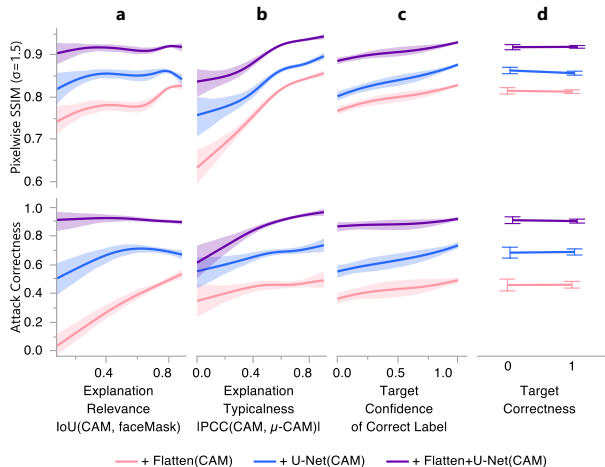 a b c d
Pixelwise SSIM (σ=1.5)
0.9
0.8
0.7
0.6
Attack Correctness
1.0
0.8
0.6
0.4
0.2
0.0
0.4 0.8 0.0 0.4 0.8 0.0 0.5 1.0 0 1
Explanation
Relevance
IoU(CAM, faceMask)
Explanation
Typicalness
|PCC(CAM, μ-CAM)|
Target
Confidence
of Correct Label
Target
Correctness
+ Flatten(CAM) + U-Net(CAM) + Flatten+U-Net(CAM)